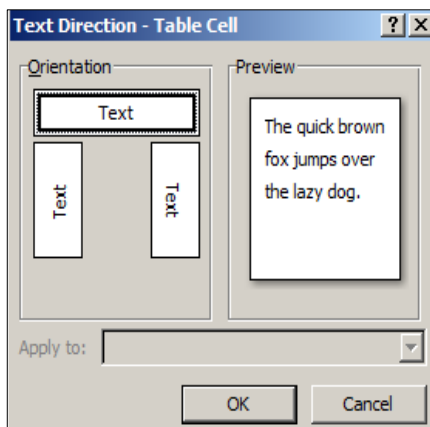 Text Direction - Table Cell
Orientation
Preview
Text
Text
Text
The quick brown
fox jumps over
the lazy dog.
Apply to:
OK
Cancel